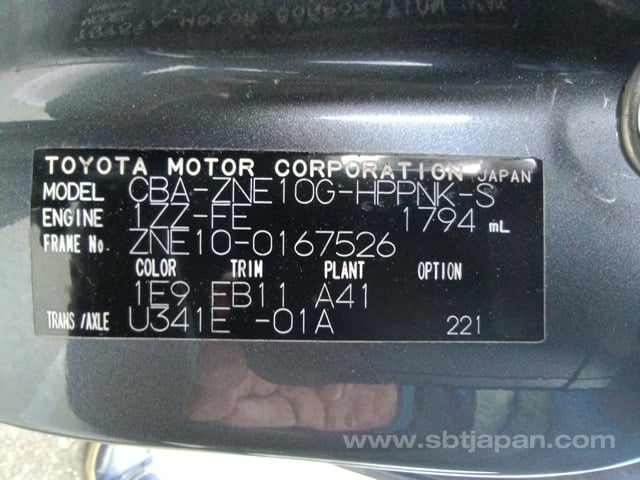 TOYOTA MOTOR CORPORATION JAPAN
MODEL CBA-ZNE10G-HPPNK-S
ENGINE 1ZZ-FE 1794 mL
FRAME No. ZNE10-0167526
COLOR TRIM PLANT OPTION
1E9 FB11 A41
TRANS/AXLE U341E -01A 221
www.sbtjapan.com